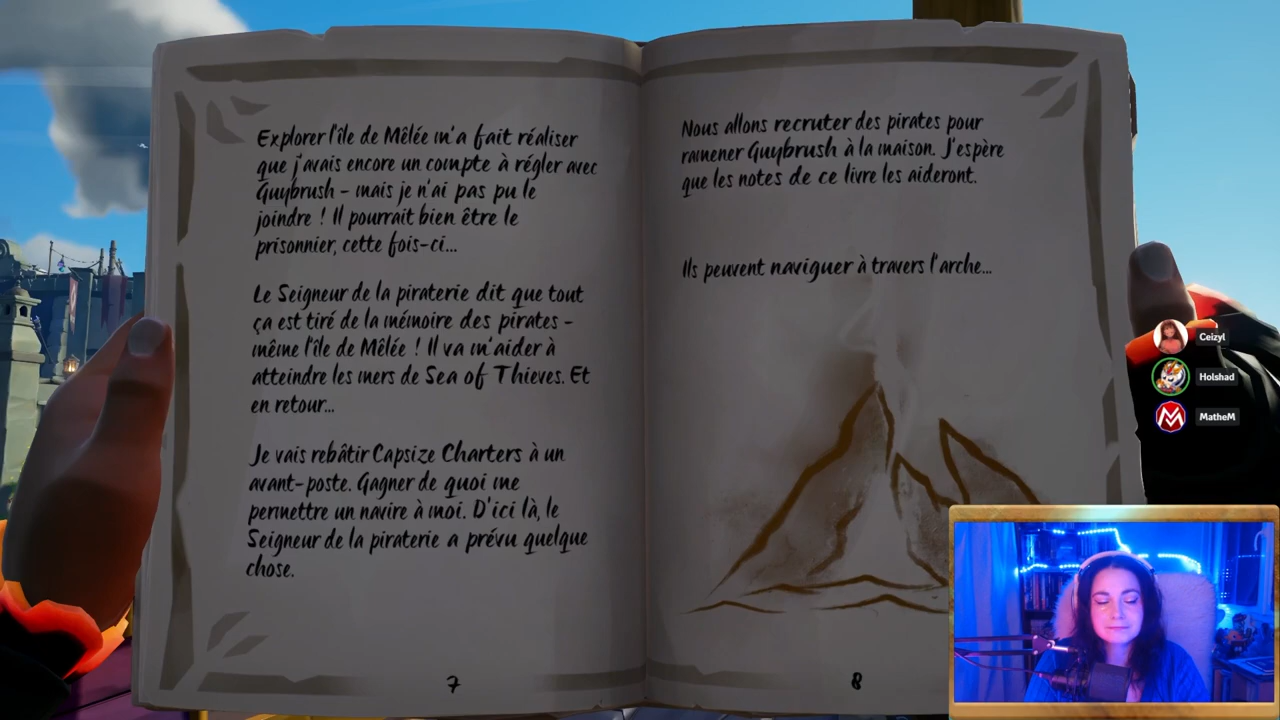 Explorer l'île de Mêlée m'a fait réaliser
que j'avais encore un compte à régler avec
Guybrush - mais je n'ai pas pu le
joindre ! Il pourrait bien être le
prisonnier, cette fois-ci...
Le Seigneur de la piraterie dit que tout
ça est tiré de la mémoire des pirates -
même l'île de Mêlée ! Il va m'aider à
atteindre les mers de Sea of Thieves. Et
en retour...
Je vais rebâtir Capsize Charters à un
avant-poste. Gagner de quoi me
permettre un navire à moi. D'ici là, le
Seigneur de la piraterie a prévu quelque
chose.
7
Nous allons recruter des pirates pour
ramener Guybrush à la maison. J'espère
que les notes de ce livre les aideront.
Ils peuvent naviguer à travers l'arche...
8
Ceizyl
Holshad
MatheM